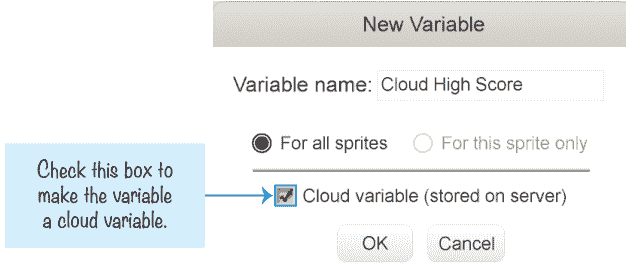 New Variable
Variable name: Cloud High Score
For all sprites For this sprite only
Check this box to
make the variable
a cloud variable.
Cloud variable (stored on server)
OK Cancel